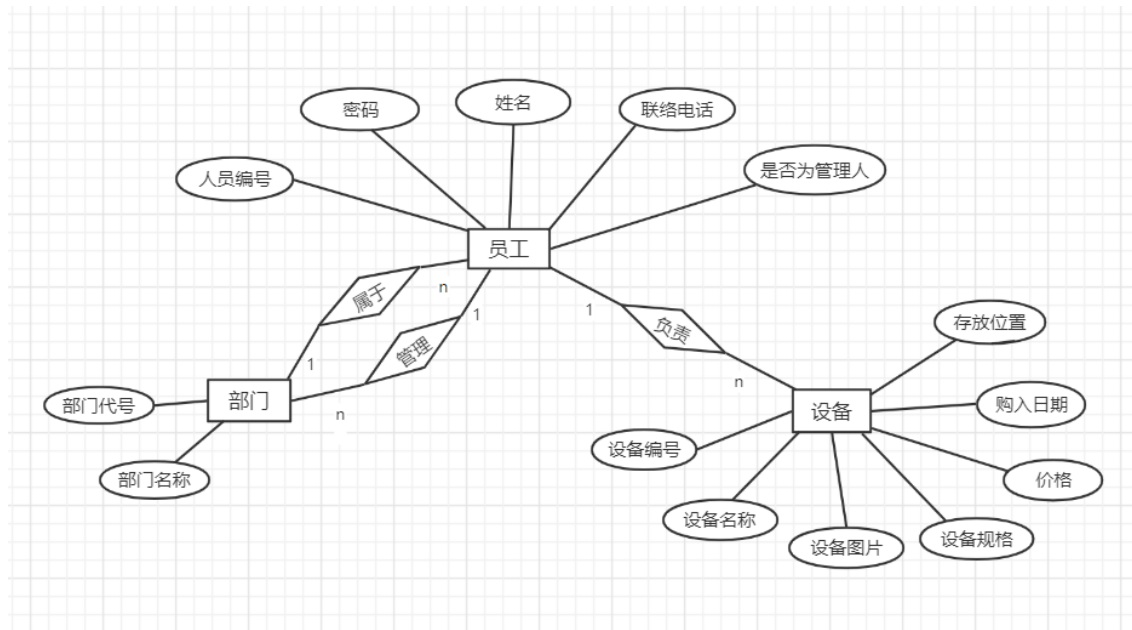 密码
姓名
联络电话
人员编号
是否为管理人
员工
属于
n
1
1
管理
负责
存放位置
1
n
部门代号
部门
n
购入日期
设备
设备编号
部门名称
价格
设备名称
设备图片
设备规格